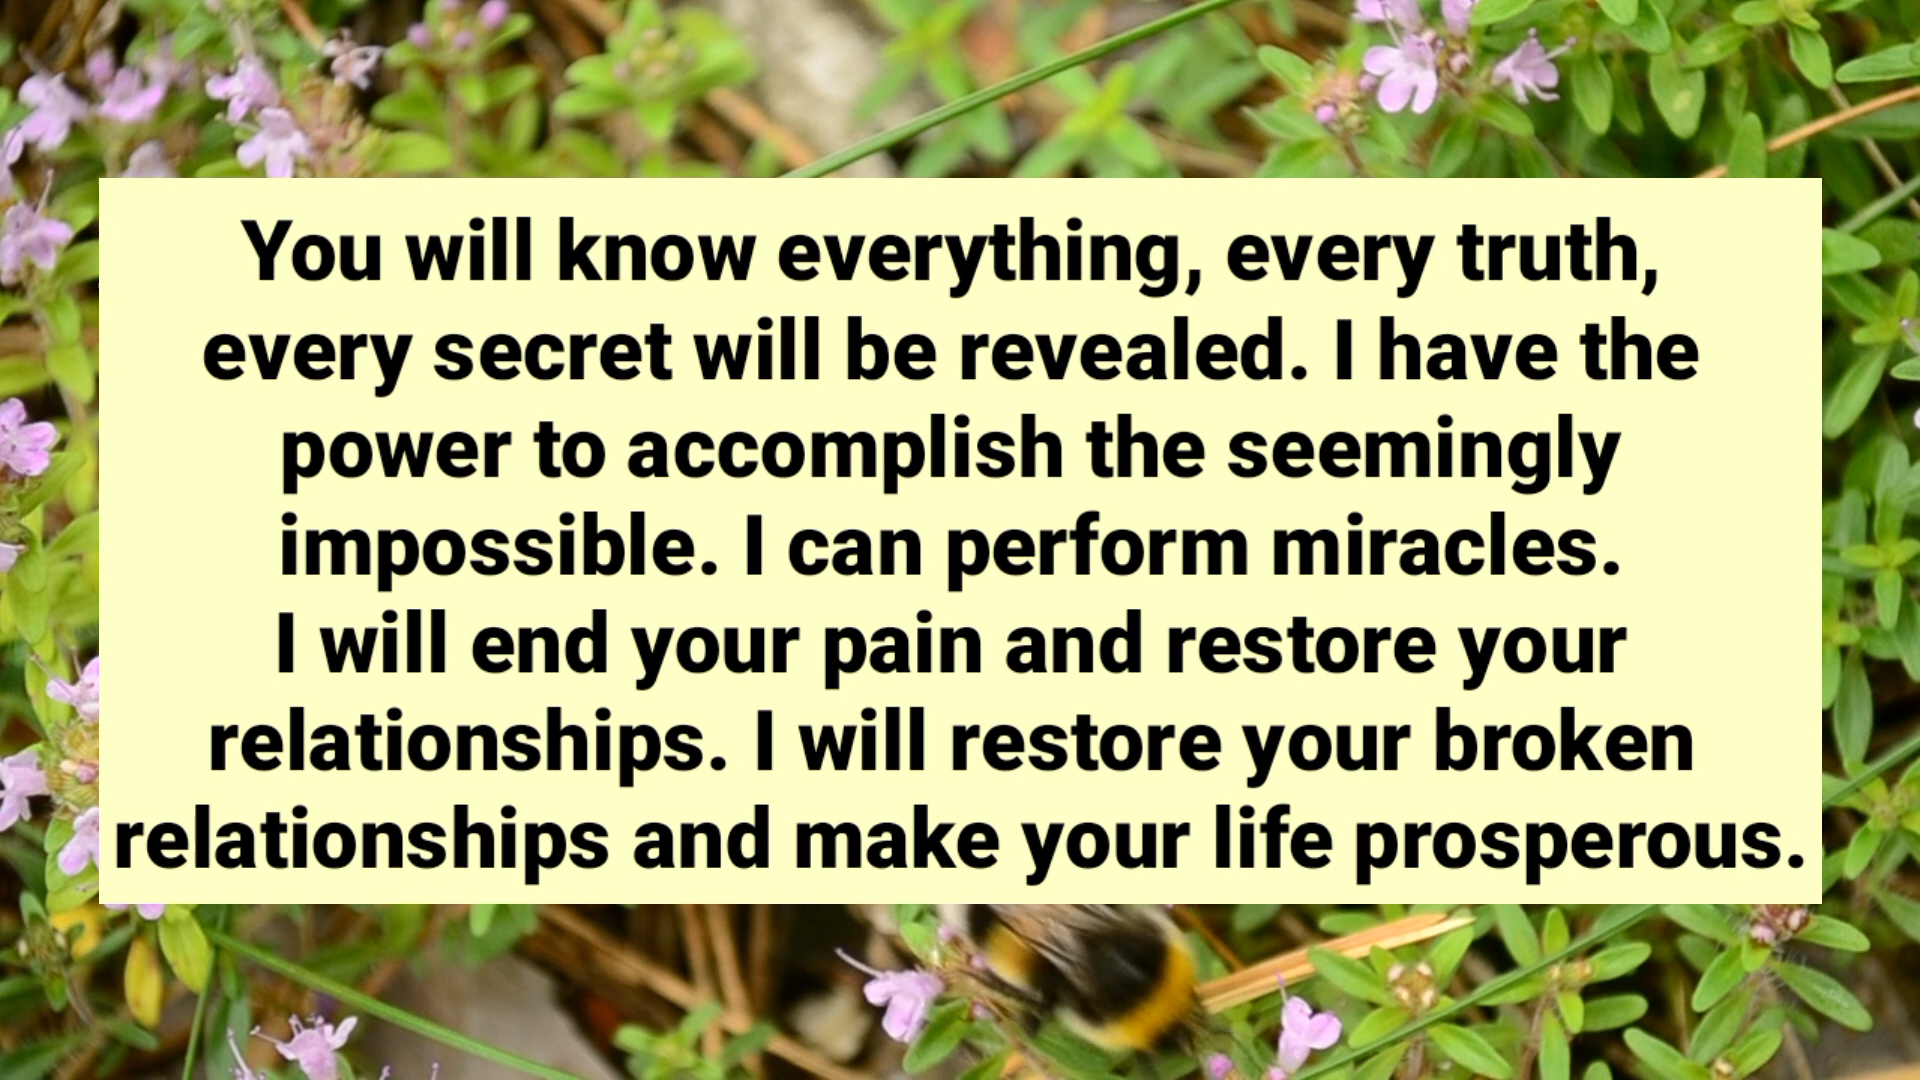 You will know everything, every truth,
every secret will be revealed. I have the
power to accomplish the seemingly
impossible. I can perform miracles.
I will end your pain and restore your
relationships. I will restore your broken
relationships and make your life prosperous.